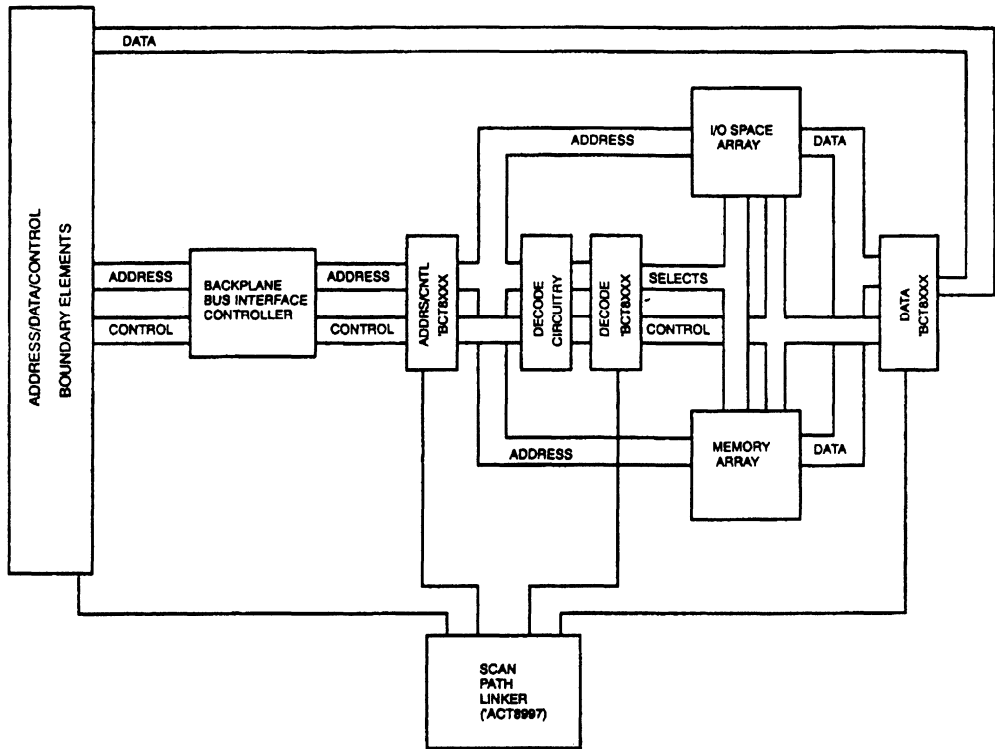 DATA
ADDRESS/DATA/CONTROL
BOUNDARY ELEMENTS
ADDRESS
CONTROL
BACKPLANE
BUS INTERFACE
CONTROLLER
ADDRESS
CONTROL
ADDRS/CNTL
'BCT8XXX
ADDRESS
DECODE
CIRCUITRY
DECODE
'BCT8XXX
SELECTS
CONTROL
I/O SPACE
ARRAY
DATA
DATA
'BCT8XXX
ADDRESS
MEMORY
ARRAY
DATA
SCAN
PATH
LINKER
('ACT8997)